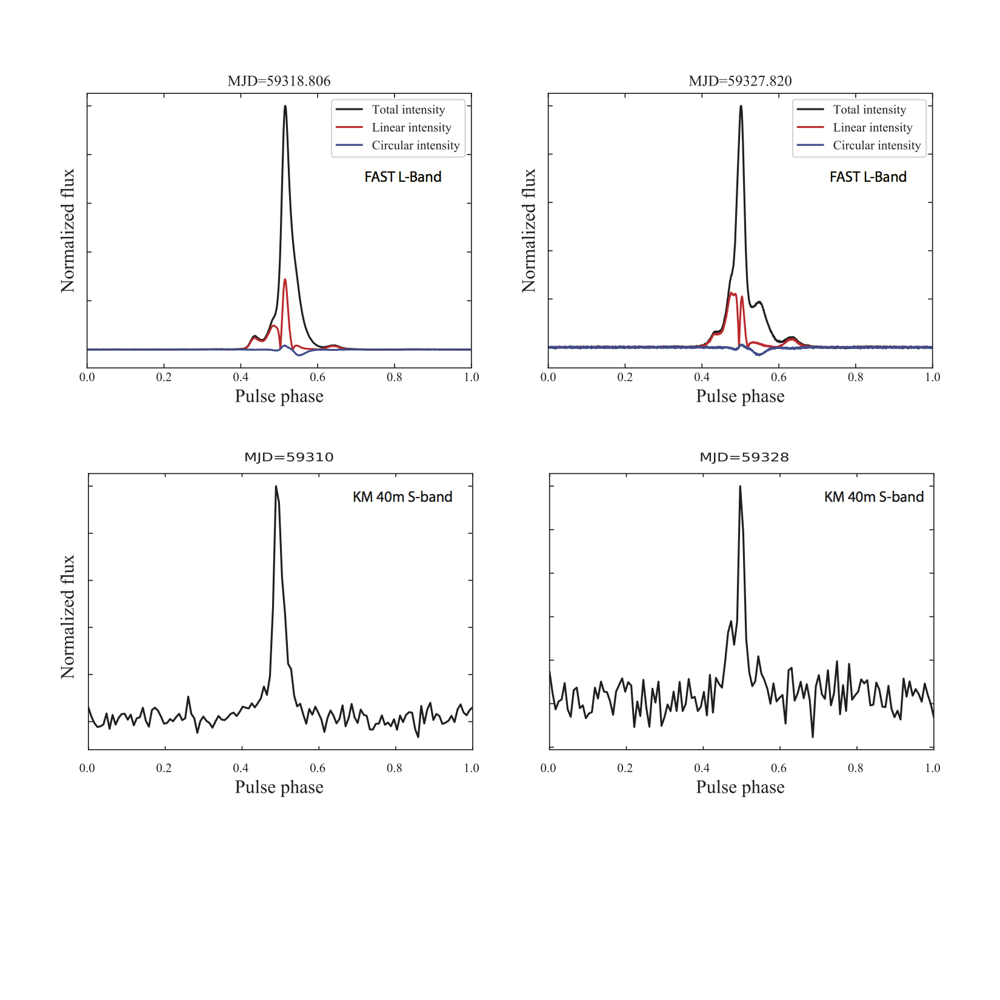 MJD=59318.806
Total intensity
Linear intensity
Circular intensity
FAST L-Band
Normalized flux
0.0 0.2 0.4 0.6 0.8 1.0
Pulse phase
MJD=59327.820
Total intensity
Linear intensity
Circular intensity
FAST L-Band
Normalized flux
0.0 0.2 0.4 0.6 0.8 1.0
Pulse phase
MJD=59310
KM 40m S-band
Normalized flux
0.0 0.2 0.4 0.6 0.8 1.0
Pulse phase
MJD=59328
KM 40m S-band
0.0 0.2 0.4 0.6 0.8 1.0
Pulse phase